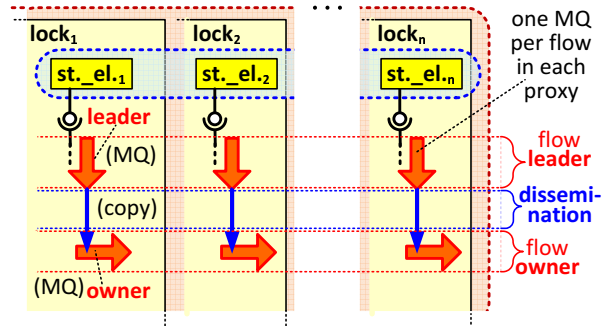 ...
lock1
lock2
lockn
one MQ
per flow
in each
proxy
st._el.1
st._el.2
st._el.n
leader
(MQ)
flow
leader
(copy)
dissemi-
nation
(MQ)
owner
flow
owner